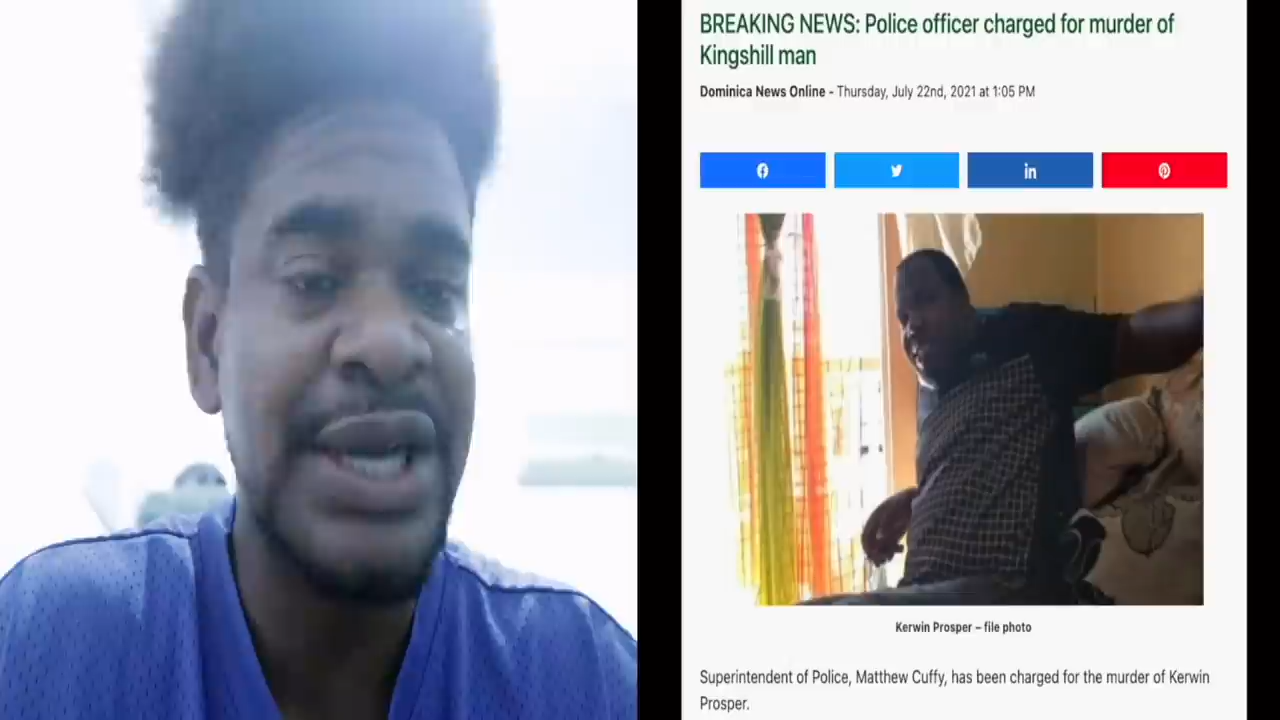 BREAKING NEWS: Police officer charged for murder of
Kingshill man
Dominica News Online - Thursday, July 22nd, 2021 at 1:05 PM
Kerwin Prosper – file photo
Superintendent of Police, Matthew Cuffy, has been charged for the murder of Kerwin
Prosper.